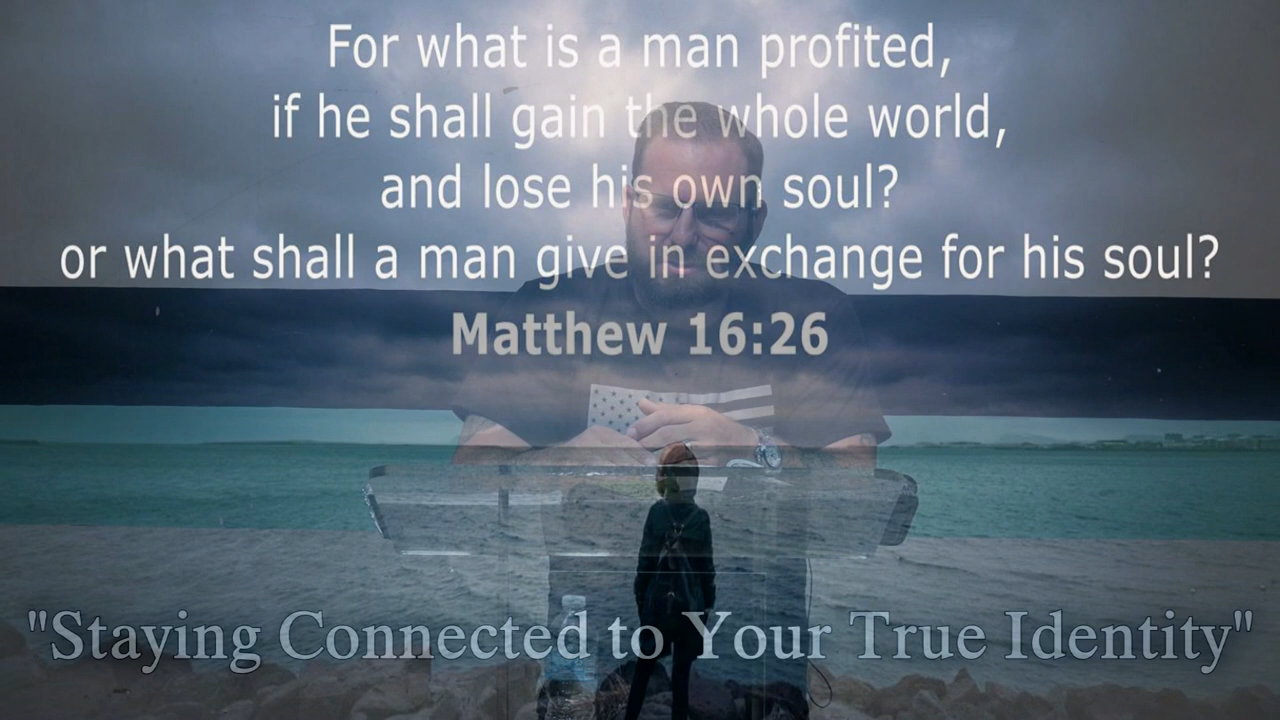 For what is a man profited,
if he shall gain the whole world,
and lose his own soul?
or what shall a man give in exchange for his soul?
Matthew 16:26
"Staying Connected to Your True Identity"